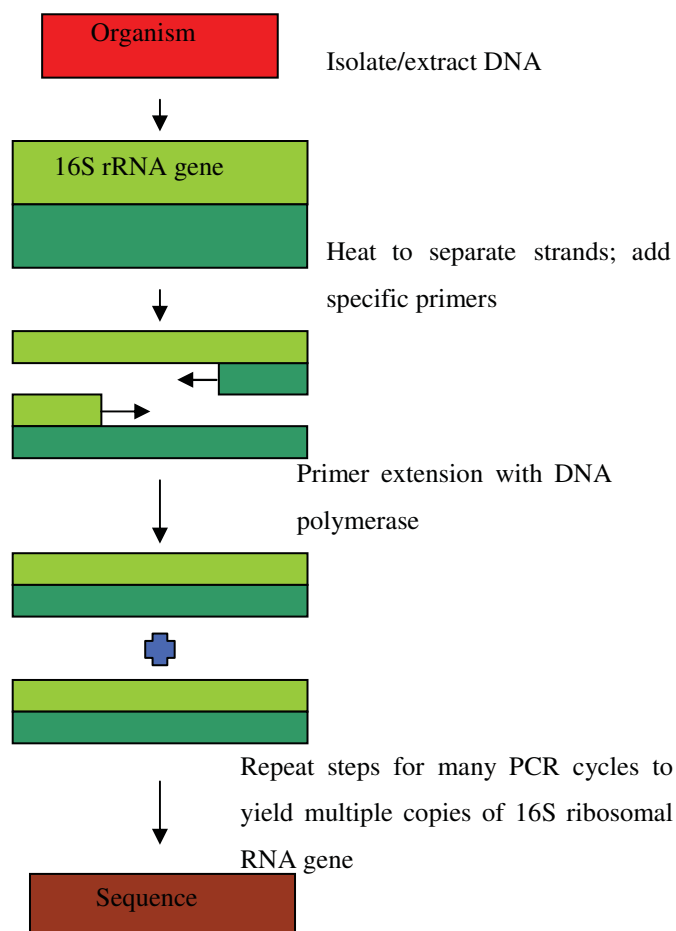 Organism
Isolate/extract DNA
16S rRNA gene
Heat to separate strands; add
specific primers
Primer extension with DNA
polymerase
Repeat steps for many PCR cycles to
yield multiple copies of 16S ribosomal
RNA gene
Sequence